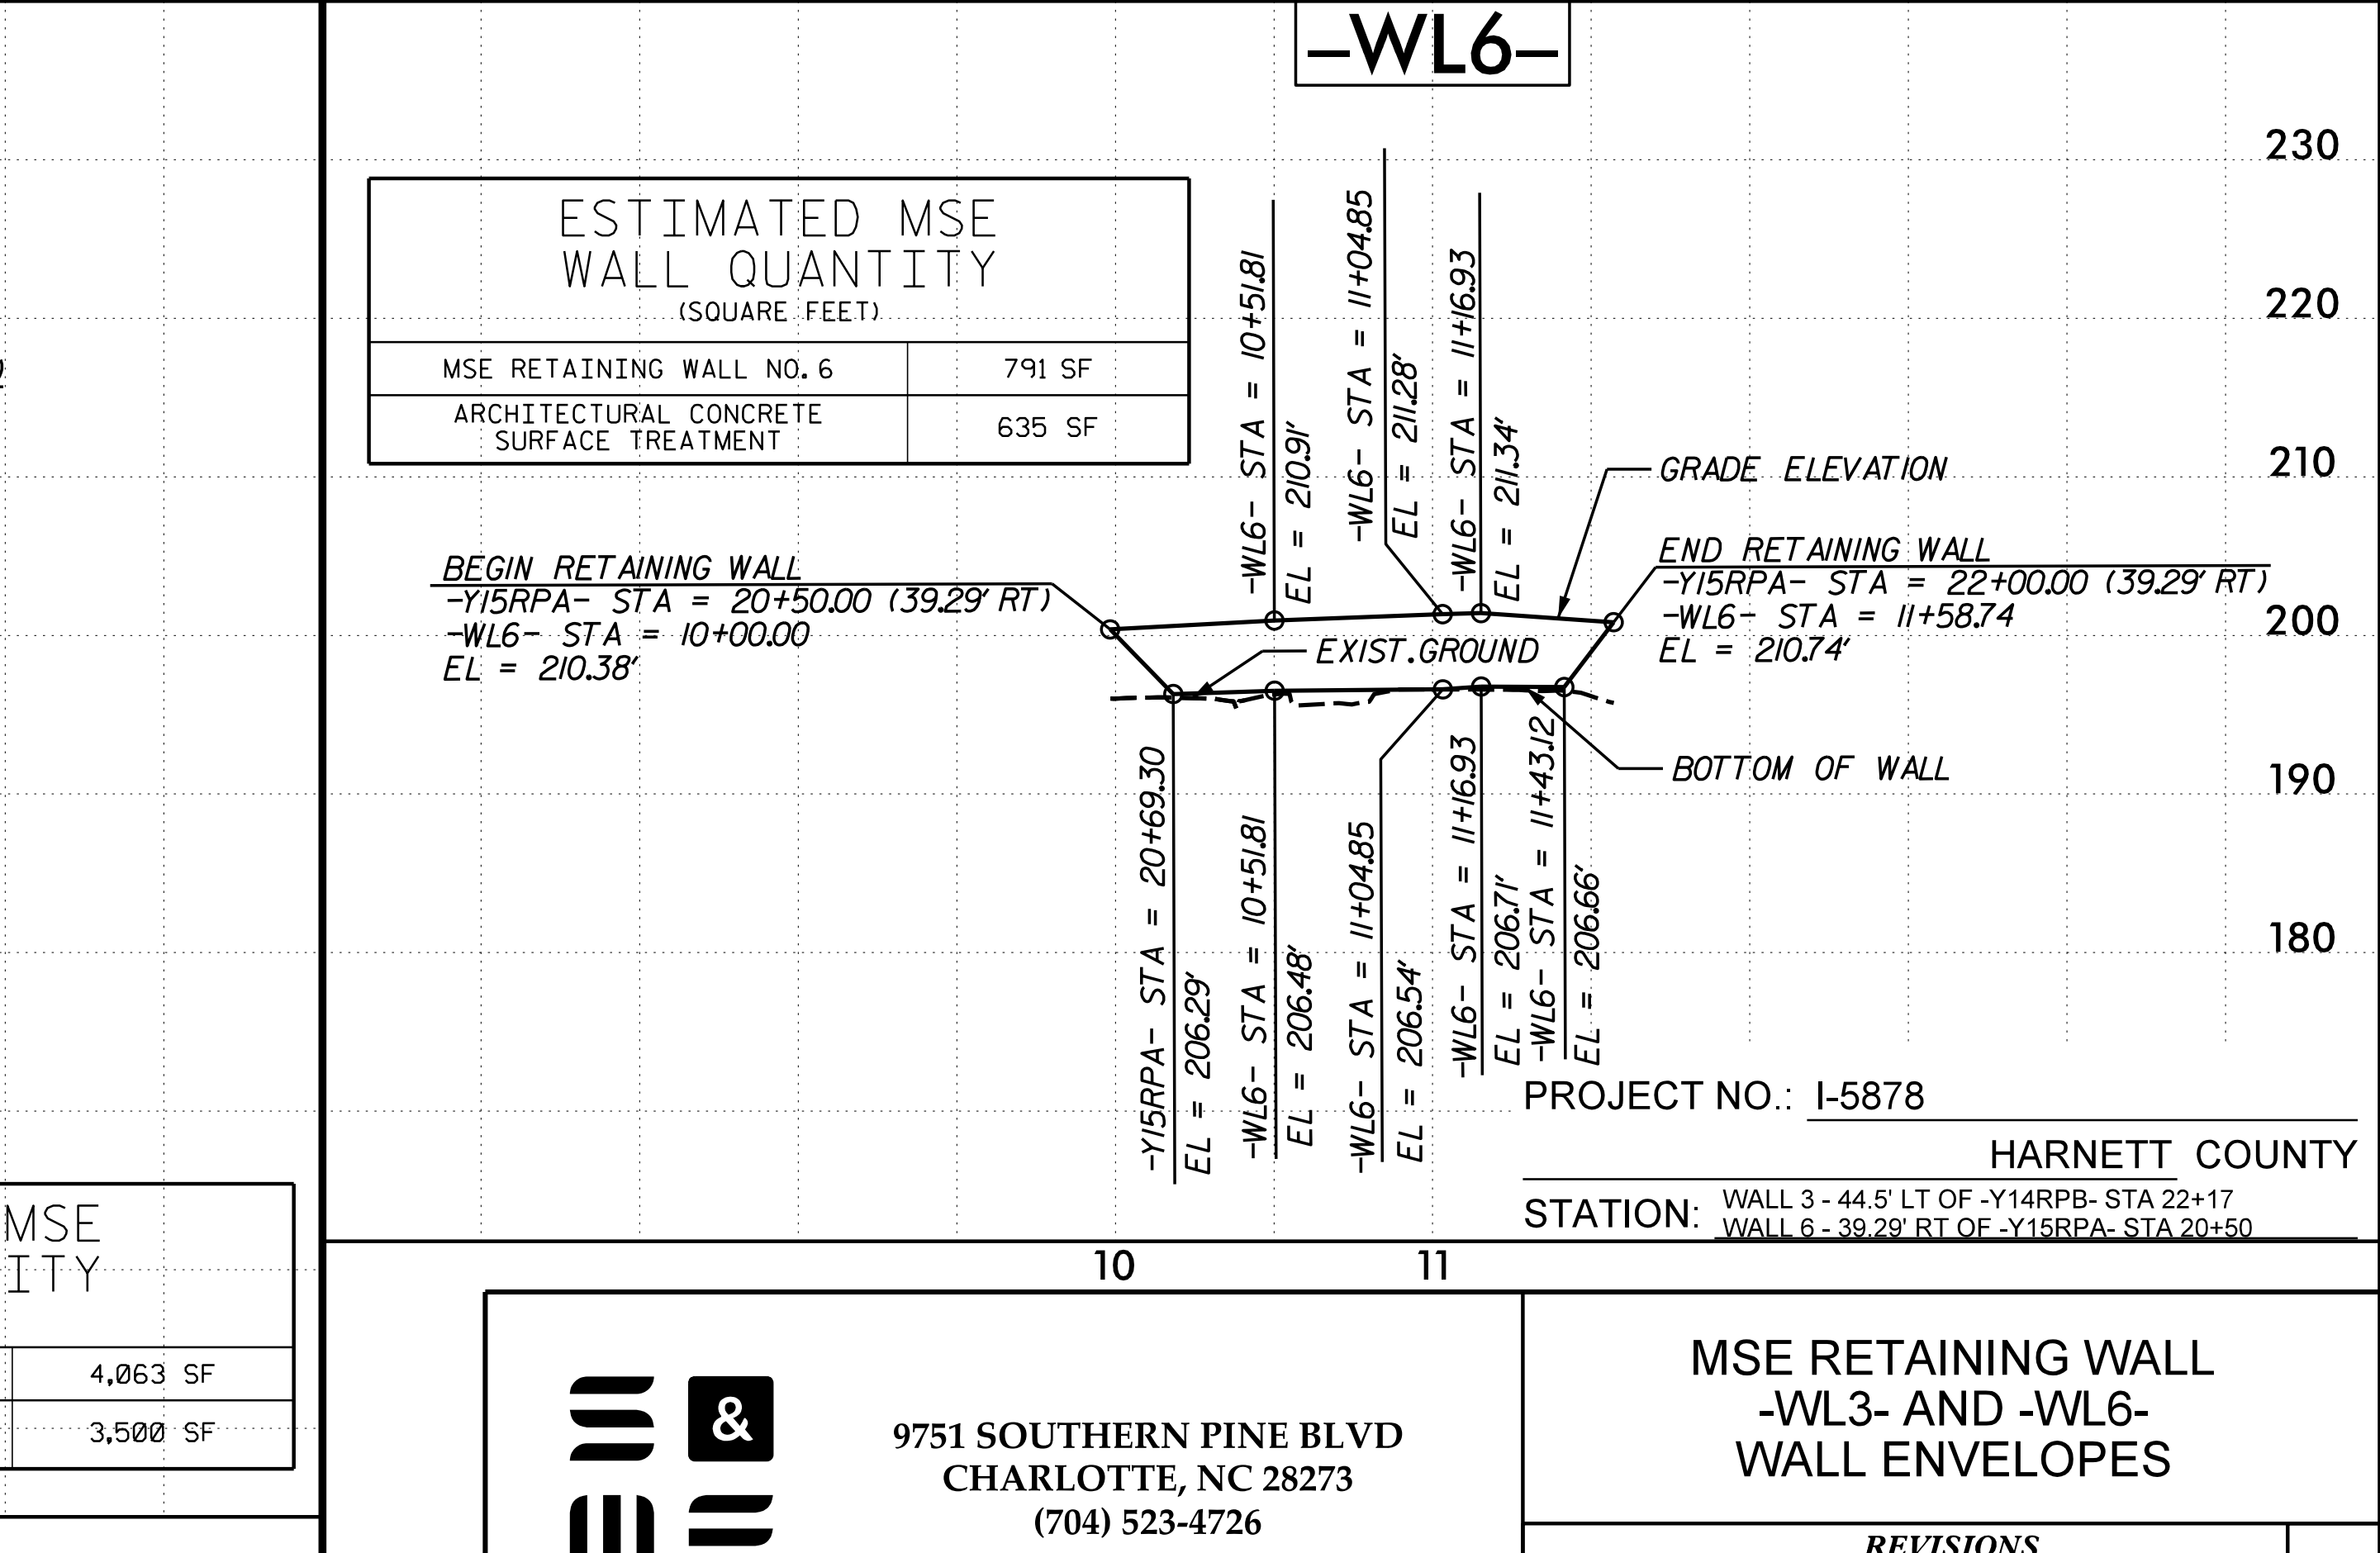 -WL6-
230
220
210
200
190
180
ESTIMATED MSE
WALL QUANTITY
(SQUARE FEET)
MSE RETAINING WALL NO. 6 791 SF
ARCHITECTURAL CONCRETE
SURFACE TREATMENT
635 SF
-WL6- STA = 10+51.81
EL = 210.91'
-WL6- STA = 11+04.85
EL = 211.28'
-WL6- STA = 11+16.93
EL = 211.34'
GRADE ELEVATION
BEGIN RETAINING WALL
-Y15RPA- STA = 20+50.00 (39.29' RT)
-WL6- STA = 10+00.00
EL = 210.38'
END RETAINING WALL
-Y15RPA- STA = 22+00.00 (39.29' RT)
-WL6- STA = 11+58.74
EL = 210.74'
EXIST. GROUND
BOTTOM OF WALL
-Y15RPA- STA = 20+69.30
EL = 206.29'
-WL6- STA = 10+51.81
EL = 206.48'
-WL6- STA = 11+04.85
EL = 206.54'
-WL6- STA = 11+16.93
EL = 206.71'
-WL6- STA = 11+43.12
EL = 206.66'
PROJECT NO.: I-5878
HARNETT COUNTY
STATION: WALL 3 - 44.5' LT OF -Y14RPB- STA 22+17
WALL 6 - 39.29' RT OF -Y15RPA- STA 20+50
10 11
MSE
ITY
4,063 SF
3,500 SF
&
9751 SOUTHERN PINE BLVD
CHARLOTTE, NC 28273
(704) 523-4726
MSE RETAINING WALL
-WL3- AND -WL6-
WALL ENVELOPES
REVISIONS